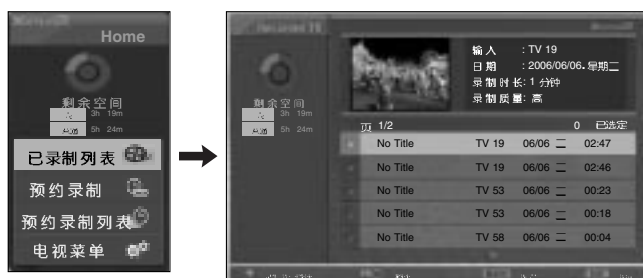 Home
剩余空间
3h 19m
5h 24m
已录制列表
预约录制
预约录制列表
电视菜单
Recorded TV
剩余空间
3h 19m
5h 24m
输入 : TV 19
日期 : 2006/06/06. 星期二
录制时长: 1 分钟
录制质量: 高
页 1/2 0 已选定
No Title TV 19 06/06 二 02:47
No Title TV 19 06/06 二 02:46
No Title TV 53 06/06 二 00:23
No Title TV 53 06/06 二 00:18
No Title TV 58 06/06 二 00:04